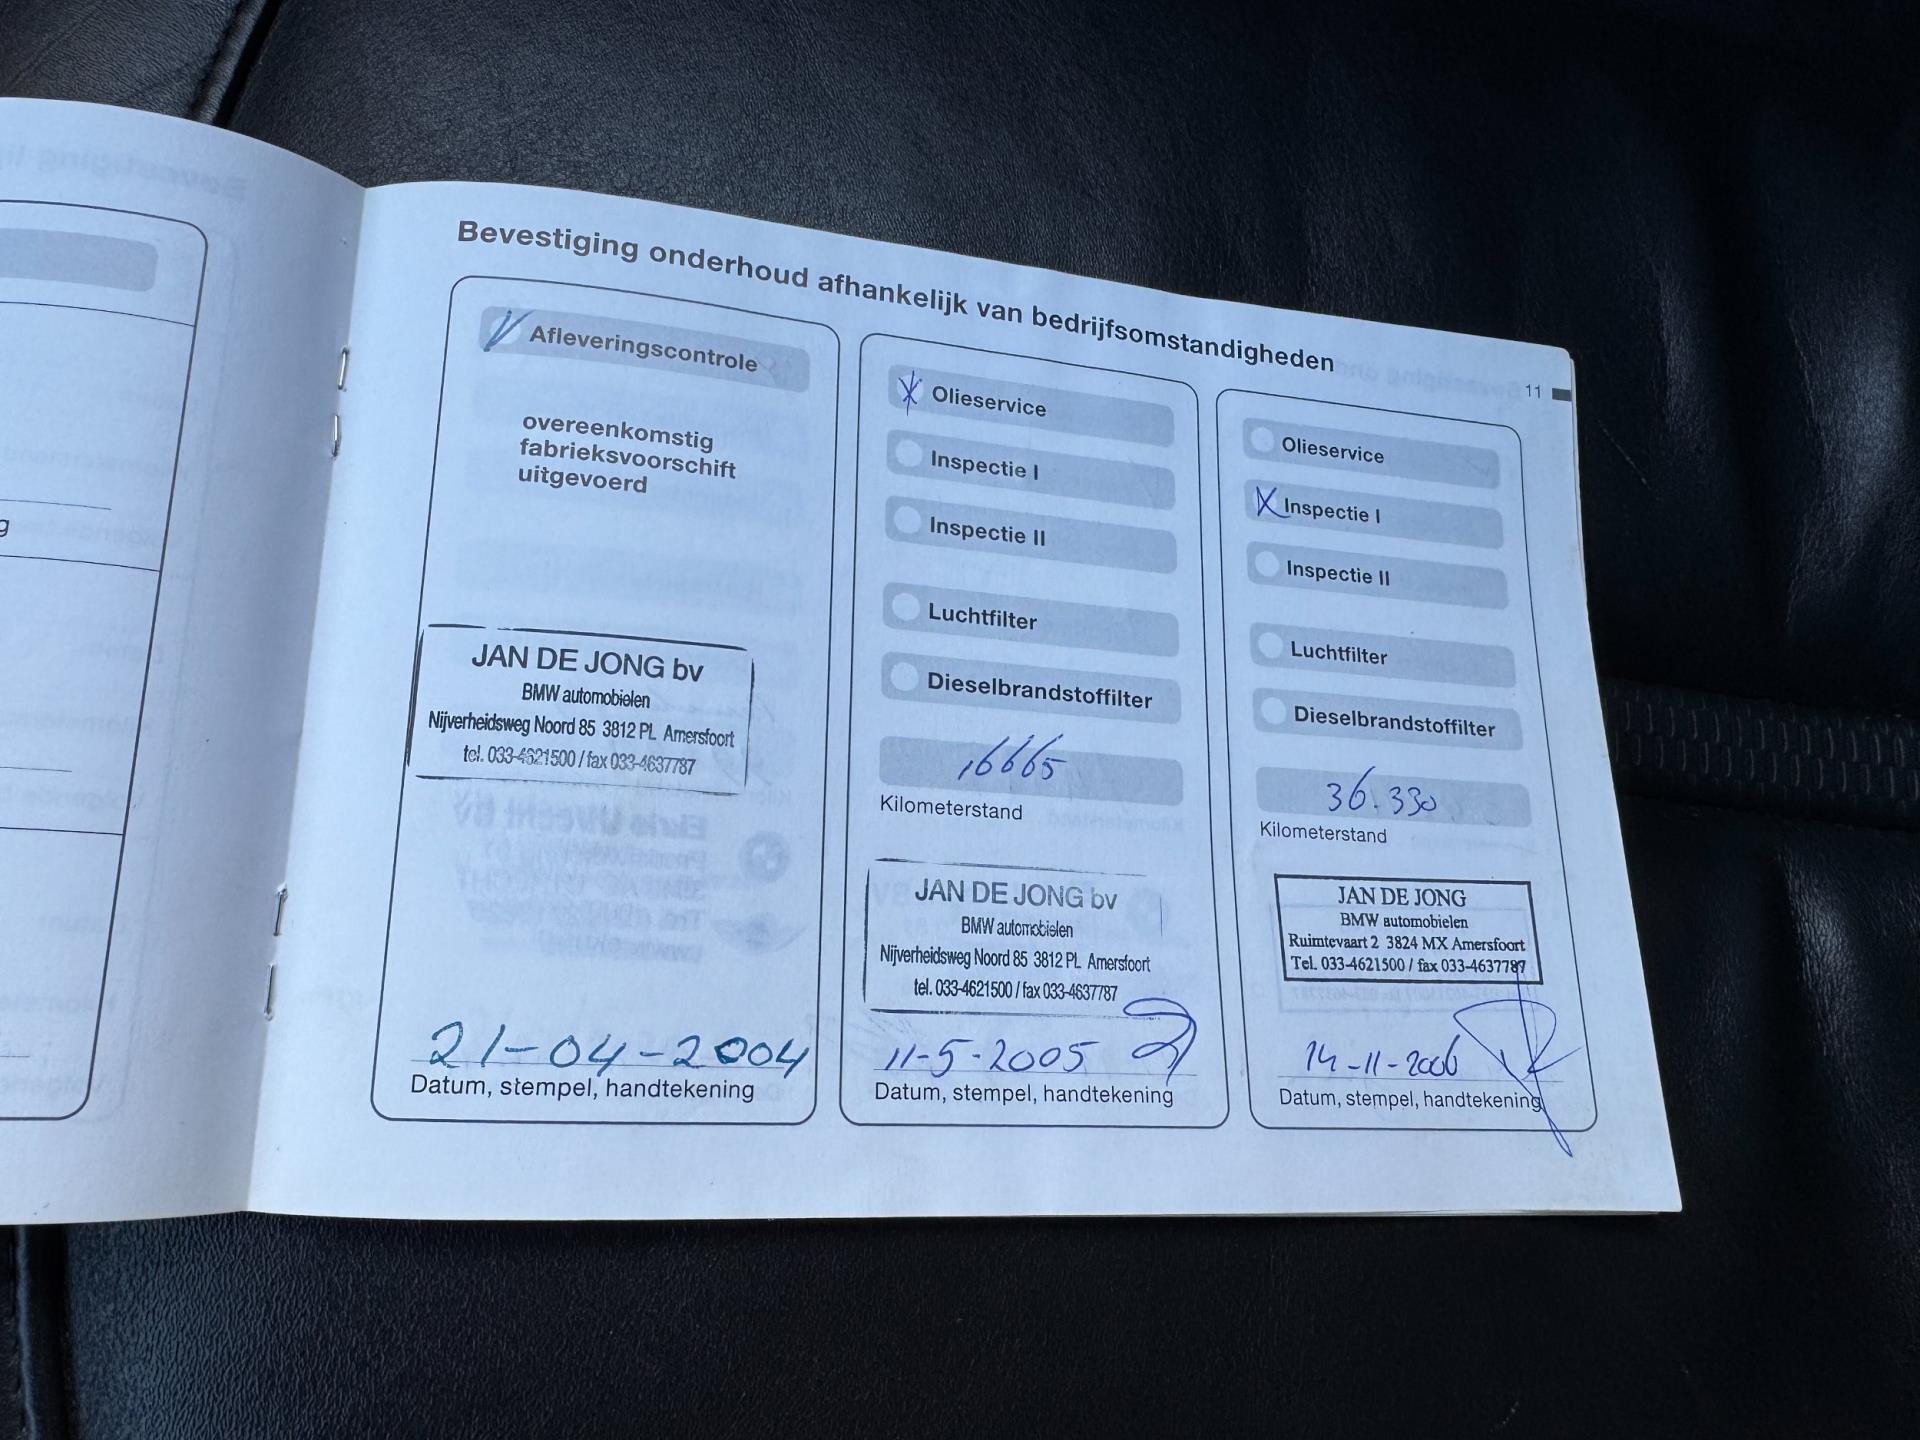 Bevestiging onderhoud afhankelijk van bedrijfsomstandigheden
11
Afleveringscontrole
overeenkomstig
fabrieksvoorschift
uitgevoerd
JAN DE JONG bv
BMW automobielen
Nijverheidsweg Noord 85 3812 PL Amersfoort
tel. 033-4621500 / fax 033-4637787
21-04-2004
Datum, stempel, handtekening
Olieservice
Inspectie I
Inspectie II
Luchtfilter
Dieselbrandstoffilter
16665
Kilometerstand
JAN DE JONG bv
BMW automobielen
Nijverheidsweg Noord 85 3812 PL Amersfoort
tel. 033-4621500 / fax 033-4637787
11-5-2005
Datum, stempel, handtekening
Olieservice
Inspectie I
Inspectie II
Luchtfilter
Dieselbrandstoffilter
36.330
Kilometerstand
JAN DE JONG
BMW automobielen
Ruimtevaart 2 3824 MX Amersfoort
Tel. 033-4621500 / fax 033-4637787
14-11-2006
Datum, stempel, handtekening